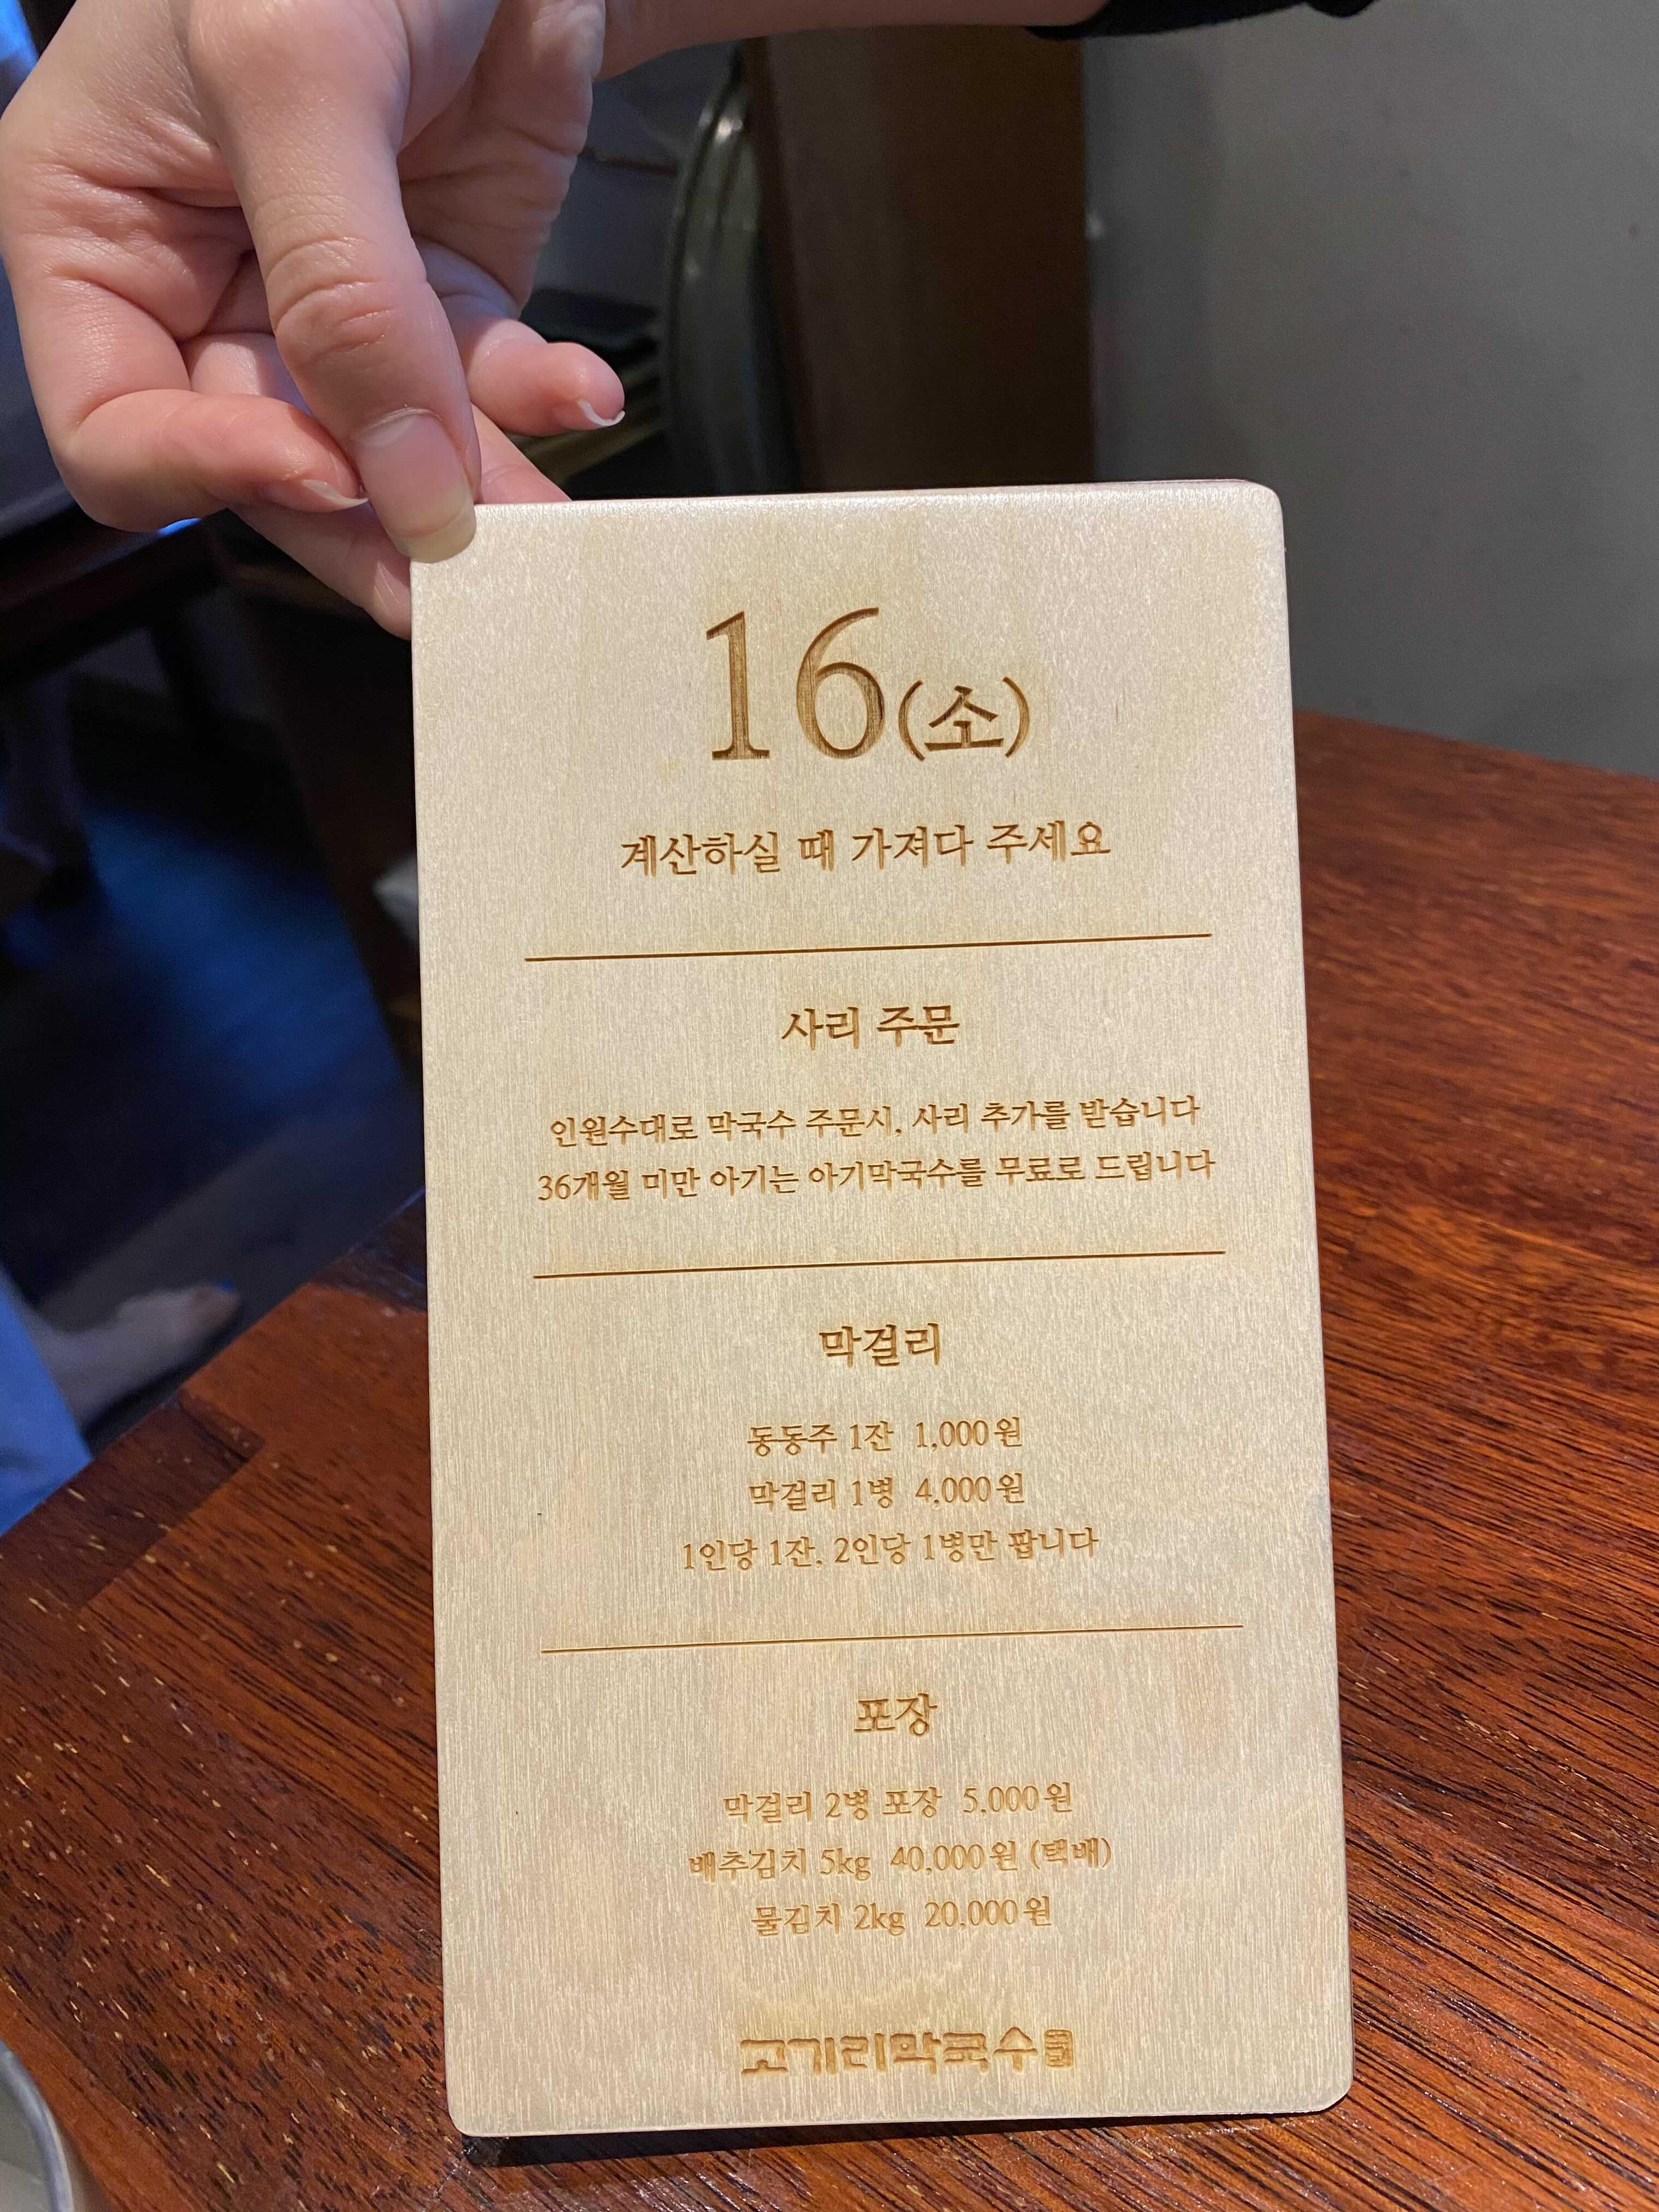 16(소)
계산하실 때 가져다 주세요
사리 주문
인원수대로 막국수 주문시, 사리 추가를 받습니다
36개월 미만 아기는 아기막국수를 무료로 드립니다
막걸리
동동주 1잔 1,000원
막걸리 1병 4,000원
1인당 1잔, 2인당 1병만 팝니다
포장
막걸리 2병 포장 5,000원
배추김치 5kg 40,000원 (택배)
물김치 2kg 20,000원
고기리막국수